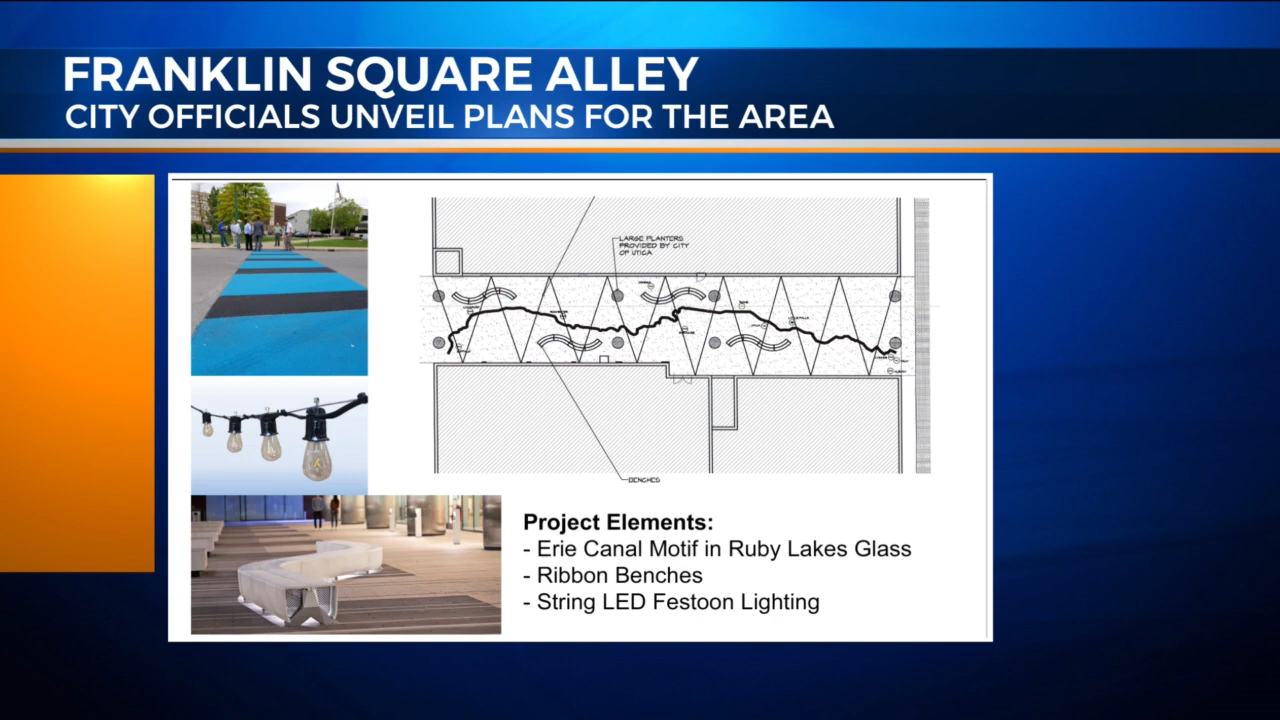 FRANKLIN SQUARE ALLEY
CITY OFFICIALS UNVEIL PLANS FOR THE AREA
LARGE PLANTERS
PROVIDED BY CITY
OF UTICA
BENCHES
Project Elements:
- Erie Canal Motif in Ruby Lakes Glass
- Ribbon Benches
- String LED Festoon Lighting